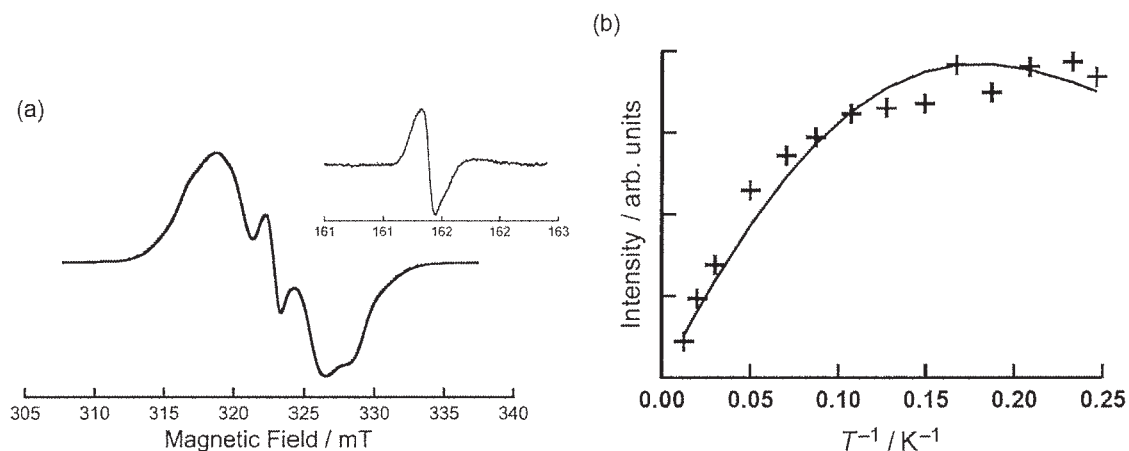 (a)
161 161 162 162 163
305 310 315 320 325 330 335 340
Magnetic Field / mT
(b)
Intensity / arb. units
0.00 0.05 0.10 0.15 0.20 0.25
T⁻¹ / K⁻¹